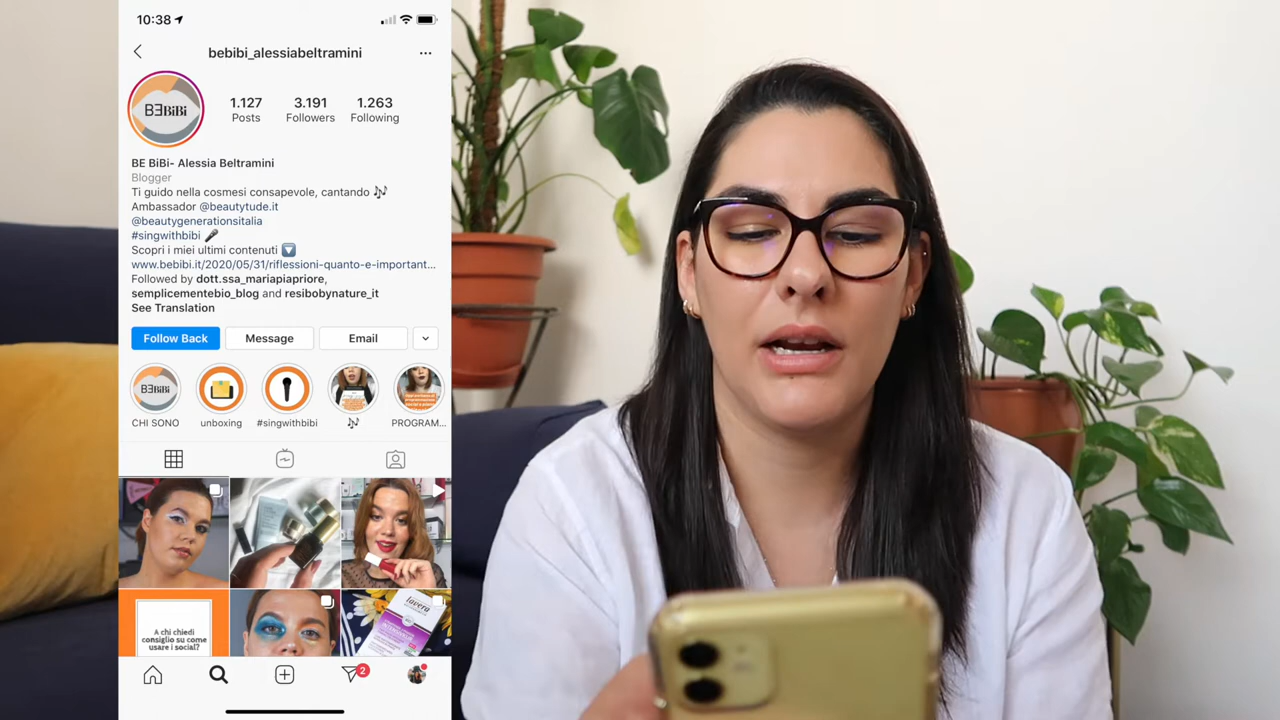 10:38
bebibi_alessiabeltramini
BEBIBI
1.127
3.191
1.263
Posts
Followers
Following
BE BiBi- Alessia Beltramini
Blogger
Ti guido nella cosmesi consapevole, cantando 🎶
Ambassador @beautytude.it
@beautygenerationsitalia
#singwithbibi 🎤
Scopri i miei ultimi contenuti 🔽
www.bebibi.it/2020/05/31/riflessioni-quanto-e-important...
Followed by dott.ssa_mariapiapriore,
semplicementebio_blog and resibobynature_it
See Translation
Follow Back
Message
Email
BEBIBI
CHI SONO
unboxing
#singwithbibi
🎶
PROGRAM...
A chi chiedi
consiglio su come
usare i social?
lavera
2